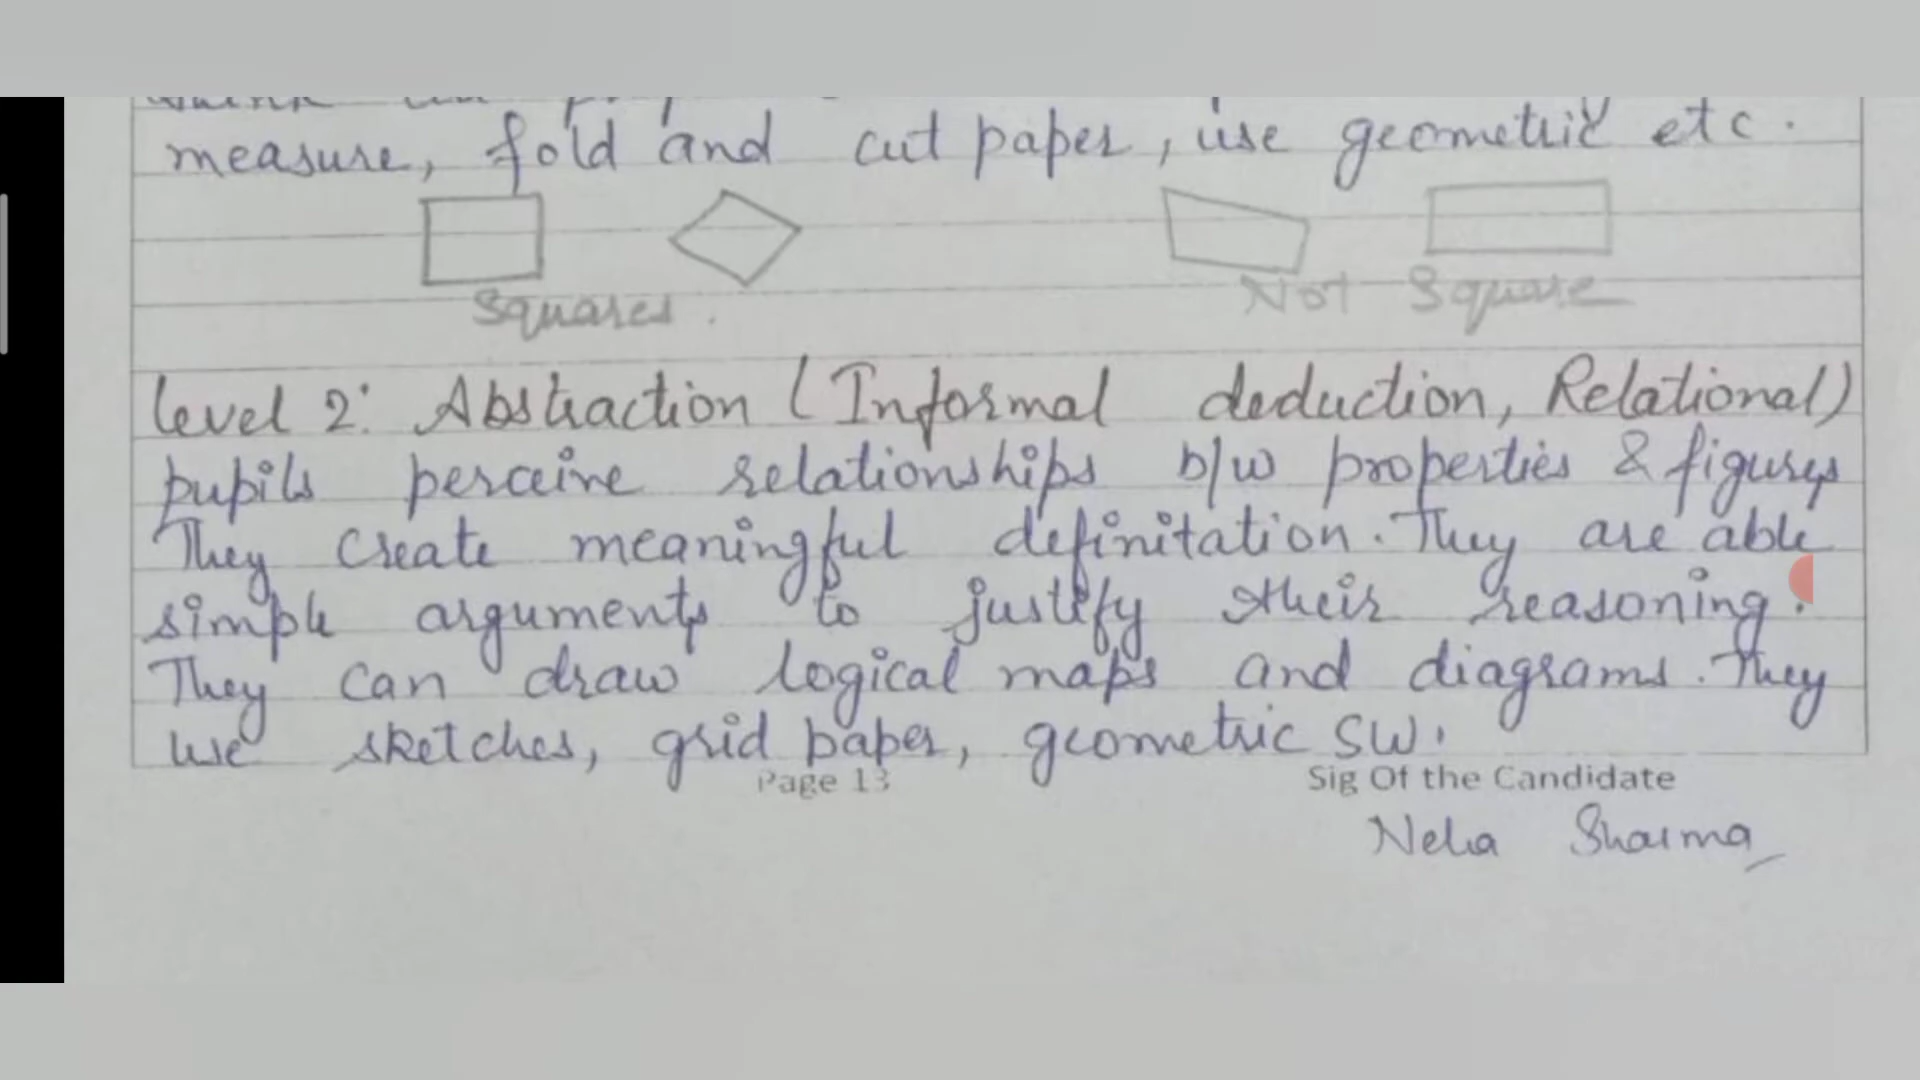 measure, fold and cut paper, use geometric etc.
Squares.
Not Square
level 2: Abstraction (Informal deduction, Relational)
pupils perceive relationships b/w properties & figures
They create meaningful definitation. They are able
simple arguments to justify their reasoning.
They can draw logical maps and diagrams. They
use sketches, grid paper, geometric SW.
Page 13
Sig Of the Candidate
Neha Sharma